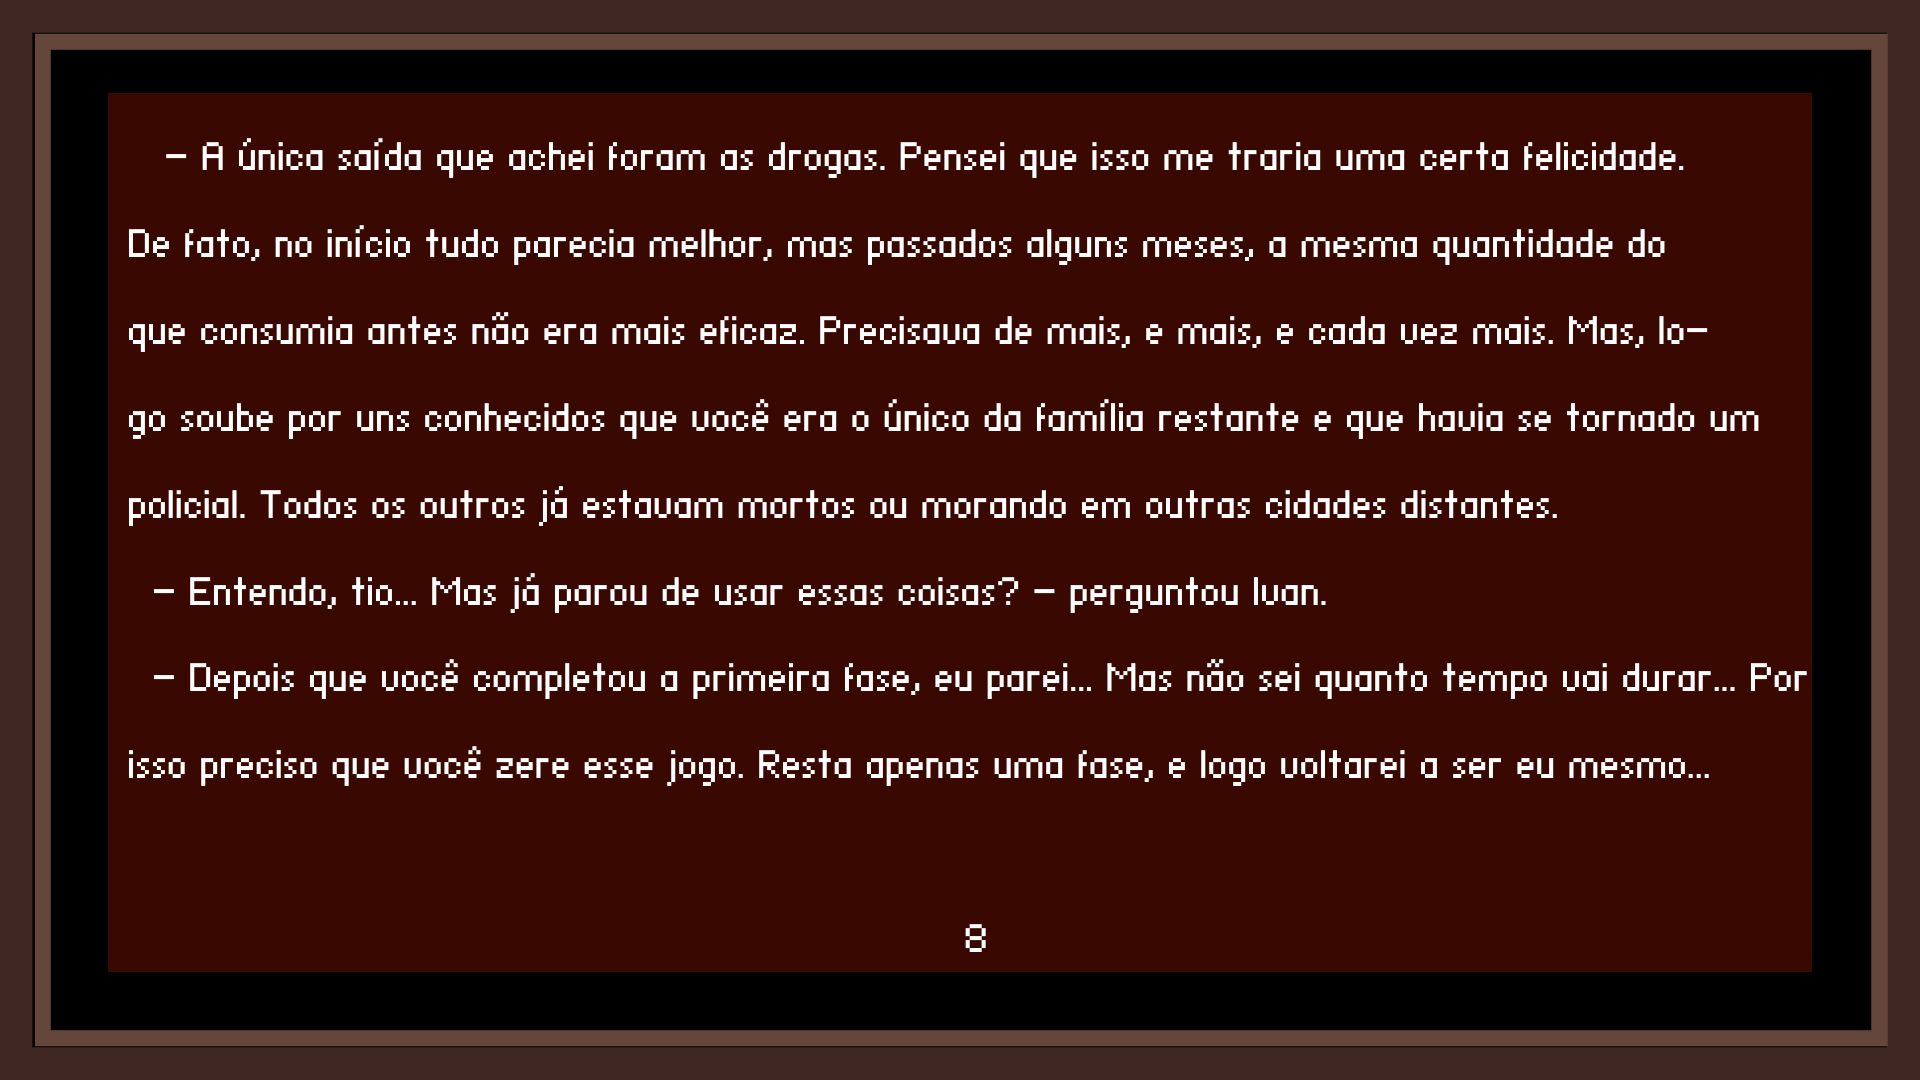 – A única saída que achei foram as drogas. Pensei que isso me traria uma certa felicidade.
De fato, no início tudo parecia melhor, mas passados alguns meses, a mesma quantidade do
que consumia antes não era mais eficaz. Precisava de mais, e mais, e cada vez mais. Mas, lo–
go soube por uns conhecidos que você era o único da família restante e que havia se tornado um
policial. Todos os outros já estavam mortos ou morando em outras cidades distantes.
– Entendo, tio... Mas já parou de usar essas coisas? – perguntou Ivan.
– Depois que você completou a primeira fase, eu parei... Mas não sei quanto tempo vai durar... Por
isso preciso que você zere esse jogo. Resta apenas uma fase, e logo voltarei a ser eu mesmo...
8